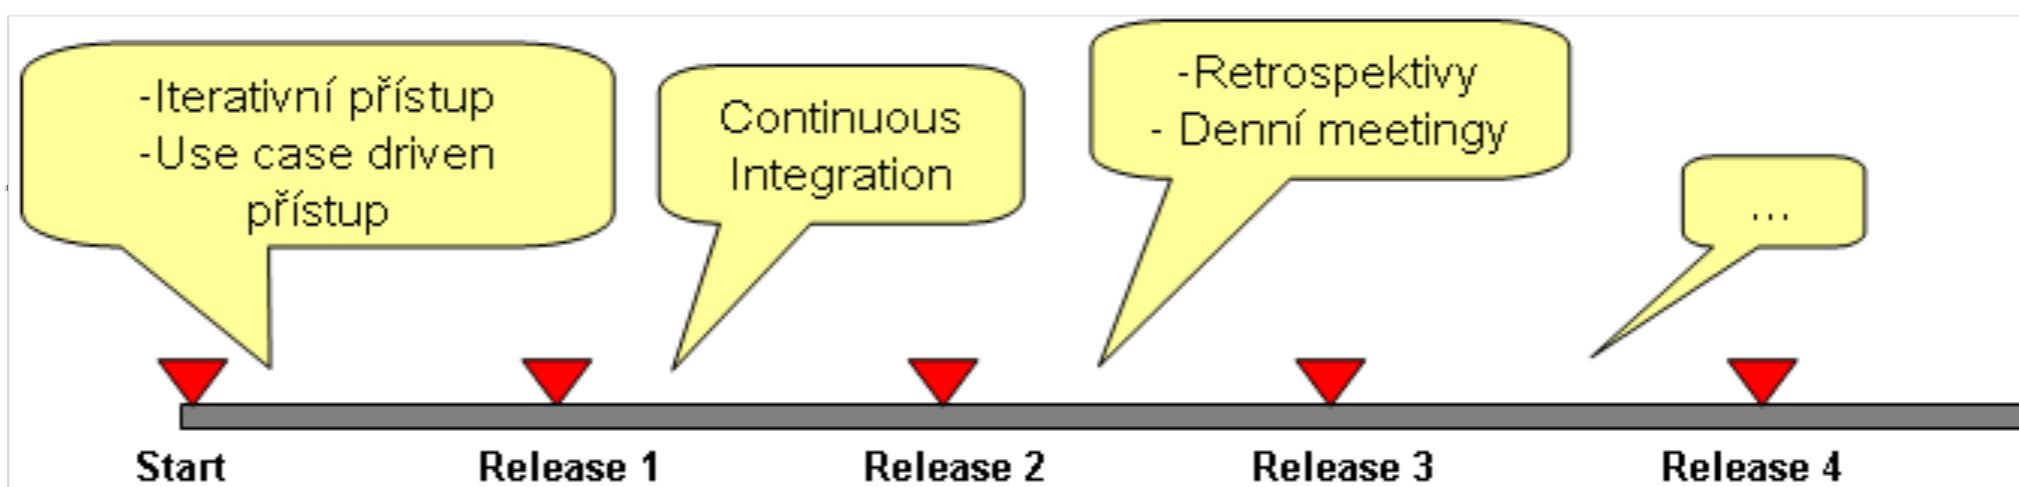 -Iterativní přístup
-Use case driven
přístup
Continuous
Integration
-Retrospektivy
- Denní meetingy
...
Start
Release 1
Release 2
Release 3
Release 4